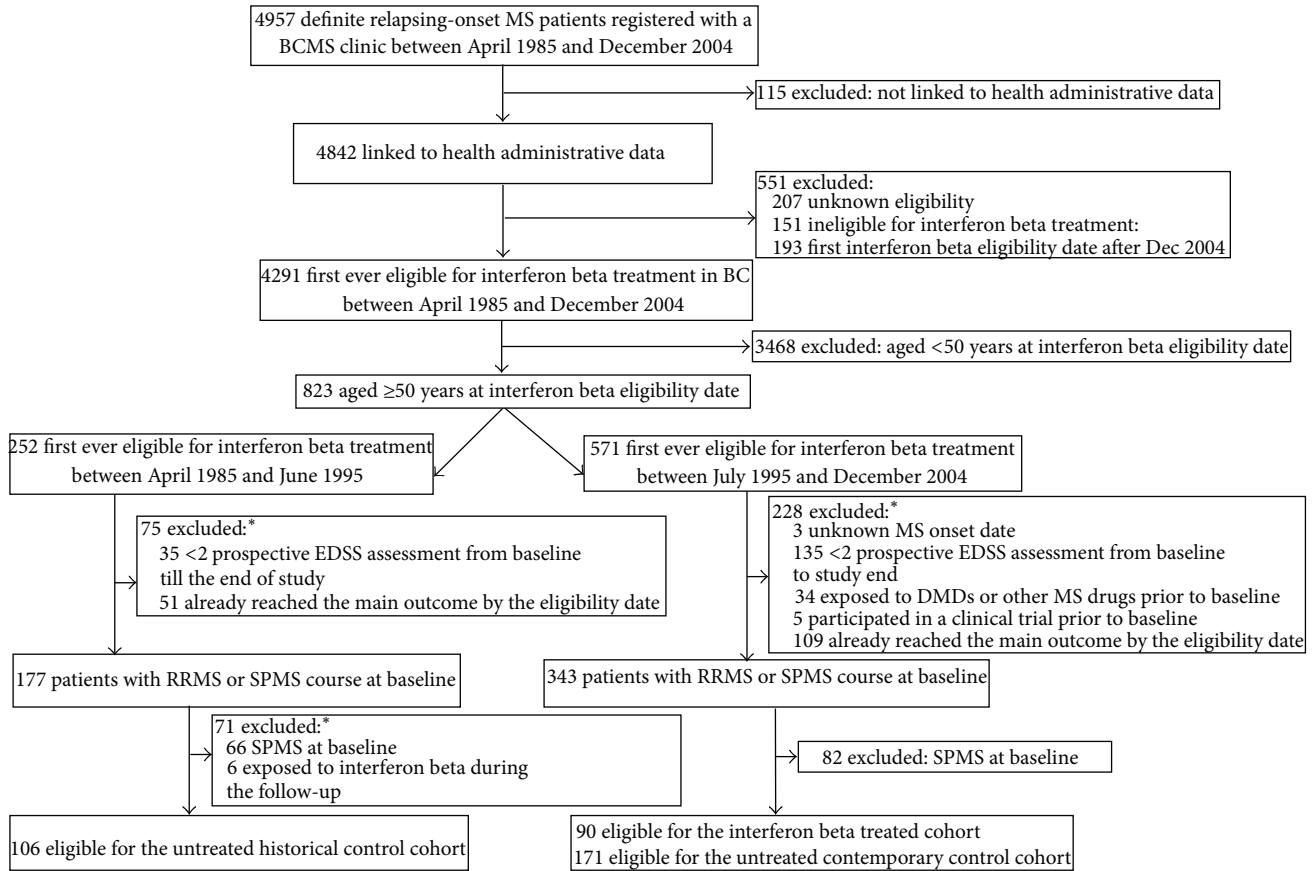 4957 definite relapsing-onset MS patients registered with a
BCMS clinic between April 1985 and December 2004
115 excluded: not linked to health administrative data
4842 linked to health administrative data
551 excluded:
207 unknown eligibility
151 ineligible for interferon beta treatment:
193 first interferon beta eligibility date after Dec 2004
4291 first ever eligible for interferon beta treatment in BC
between April 1985 and December 2004
3468 excluded: aged <50 years at interferon beta eligibility date
823 aged ≥50 years at interferon beta eligibility date
252 first ever eligible for interferon beta treatment
between April 1985 and June 1995
571 first ever eligible for interferon beta treatment
between July 1995 and December 2004
75 excluded:*
35 <2 prospective EDSS assessment from baseline
till the end of study
51 already reached the main outcome by the eligibility date
228 excluded:*
3 unknown MS onset date
135 <2 prospective EDSS assessment from baseline
to study end
34 exposed to DMDs or other MS drugs prior to baseline
5 participated in a clinical trial prior to baseline
109 already reached the main outcome by the eligibility date
177 patients with RRMS or SPMS course at baseline
343 patients with RRMS or SPMS course at baseline
71 excluded:*
66 SPMS at baseline
6 exposed to interferon beta during
the follow-up
82 excluded: SPMS at baseline
106 eligible for the untreated historical control cohort
90 eligible for the interferon beta treated cohort
171 eligible for the untreated contemporary control cohort